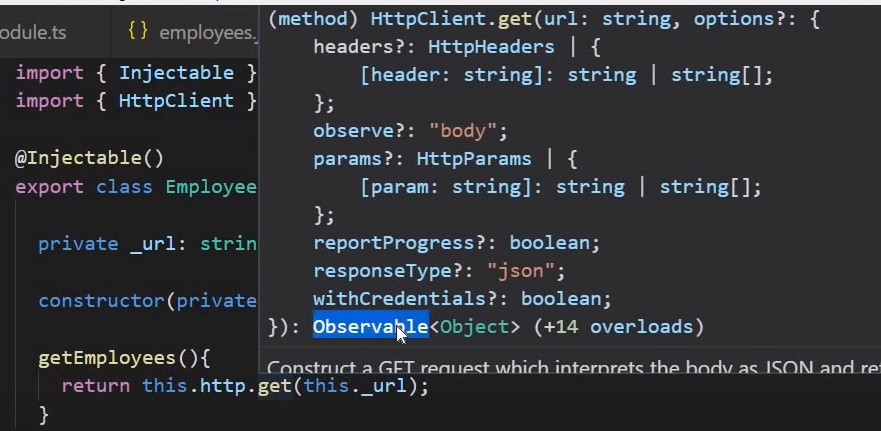 odule.ts
{} employees.
import { Injectable }
import { HttpClient }
@Injectable()
export class Employee
private _url: strin
constructor(private
getEmployees(){
return this.http.get(this._url);
}
(method) HttpClient.get(url: string, options?: {
headers?: HttpHeaders | {
[header: string]: string | string[];
};
observe?: "body";
params?: HttpParams | {
[param: string]: string | string[];
};
reportProgress?: boolean;
responseType?: "json";
withCredentials?: boolean;
}): Observable<Object> (+14 overloads)
Construct a GET request which interprets the body as JSON and ret